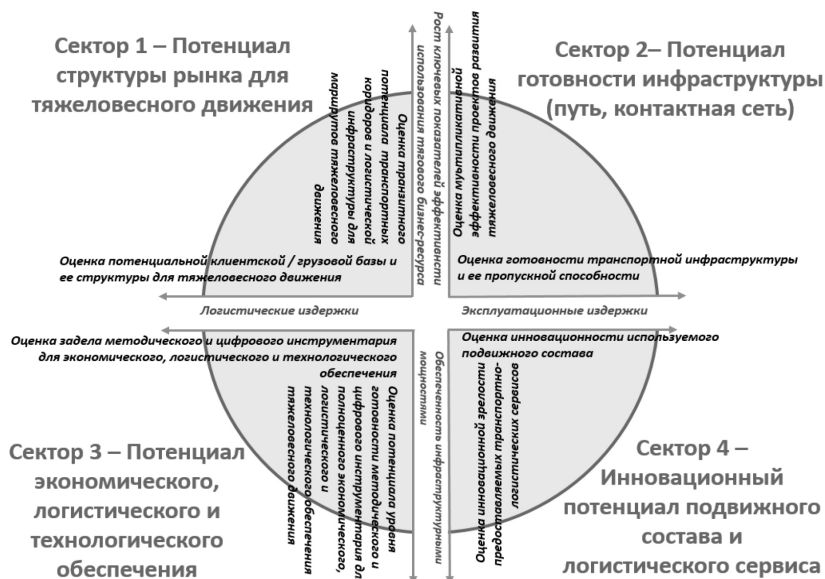 Сектор 1 – Потенциал
структуры рынка для
тяжеловесного движения
Оценка транзитного
потенциала транспортных
коридоров и логистической
инфраструктуры для
маршрутов тяжеловесного
движения
Оценка потенциальной клиентской / грузовой базы и
ее структуры для тяжеловесного движения
Рост ключевых показателей эффективнсти
использования тягового бизнес-ресурса
Сектор 2– Потенциал
готовности инфраструктуры
(путь, контактная сеть)
Оценка муьтипликативной
эффективности проектов развития
тяжеловесного движения
Оценка готовности транспортной инфраструктуры
и ее пропускной способности
Логистические издержки
Эксплуатационные издержки
Оценка задела методического и цифрового инструментария
для экономического, логистического и технологического
обеспечения
Оценка потенциала уровня
готовности методического и
цифрового инструментария дл
полноценного экономического,
логистического и
технологического обеспечения
тяжеловесного движения
Сектор 3 – Потенциал
экономического,
логистического и
технологического
обеспечения
Обеспеченность инфраструктурными
мощностями
Оценка инновационности используемого
подвижного состава
Оценка инновационной зрелости
предоставляемых транспортно-
логистических сервисов
Сектор 4 –
Инновационный
потенциал подвижного
состава и
логистического сервиса